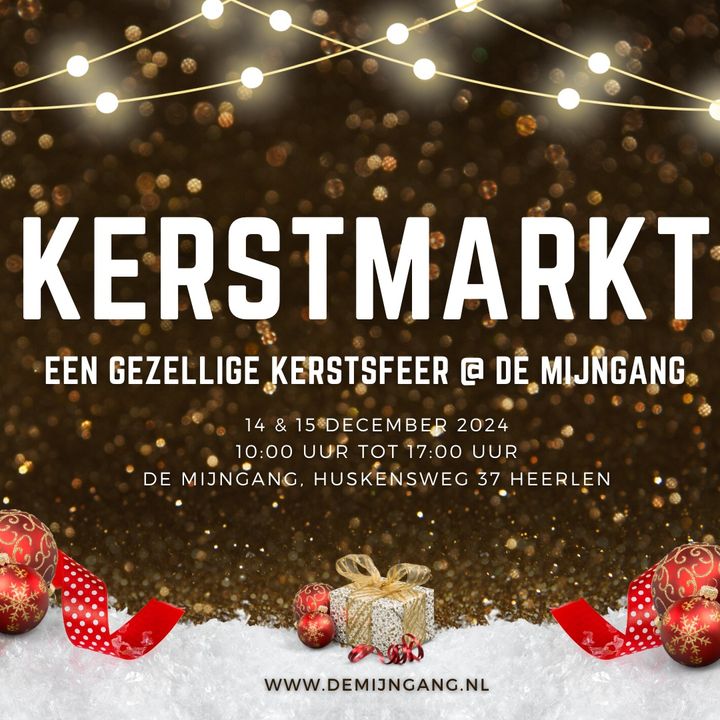 KERSTMARKT
EEN GEZELLIGE KERSTSFEER @ DE MIJNGANG
14 & 15 DECEMBER 2024
10:00 UUR TOT 17:00 UUR
DE MIJNGANG, HUSKENSWEG 37 HEERLEN
WWW.DEMIJNGANG.NL